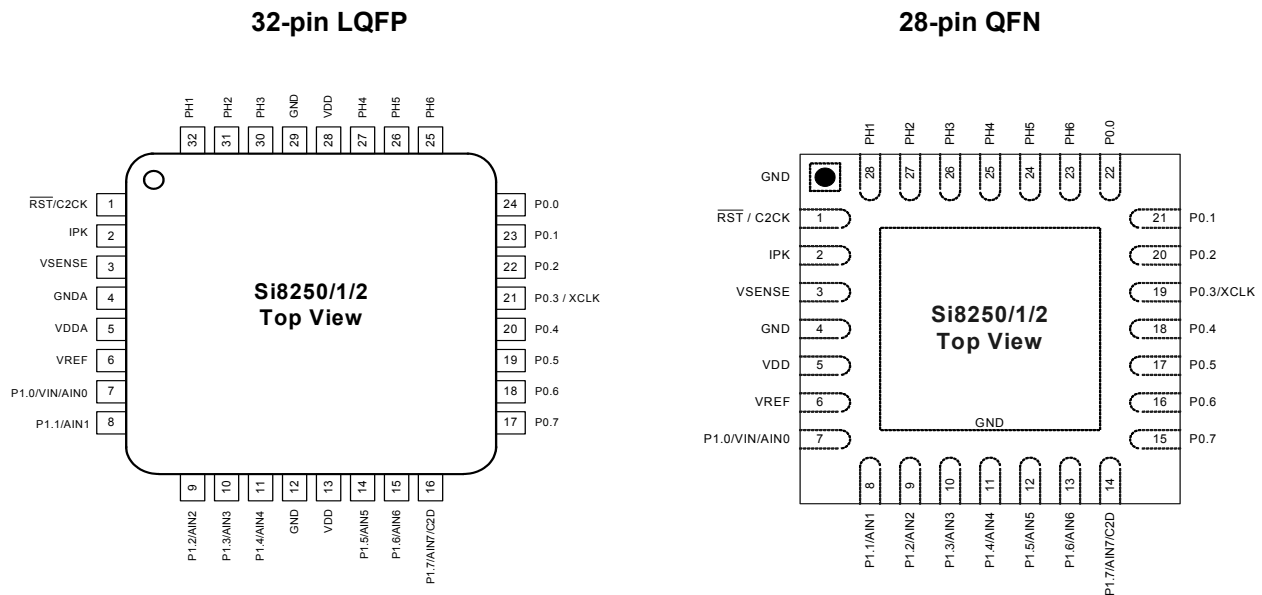 32-pin LQFP
28-pin QFN
PH1
PH2
PH3
GND
VDD
PH4
PH5
PH6
32
31
30
29
28
27
26
25
RST/C2CK 1
IPK 2
VSENSE 3
GNDA 4
VDDA 5
VREF 6
P1.0/VIN/AIN0 7
P1.1/AIN1 8
Si8250/1/2
Top View
24 P0.0
23 P0.1
22 P0.2
21 P0.3 / XCLK
20 P0.4
19 P0.5
18 P0.6
17 P0.7
9
10
11
12
13
14
15
16
P1.2/AIN2
P1.3/AIN3
P1.4/AIN4
GND
VDD
P1.5/AIN5
P1.6/AIN6
P1.7/AIN7/C2D
PH1
PH2
PH3
PH4
PH5
PH6
P0.0
28
27
26
25
24
23
22
GND
RST / C2CK 1
IPK 2
VSENSE 3
GND 4
VDD 5
VREF 6
P1.0/VIN/AIN0 7
Si8250/1/2
Top View
GND
21 P0.1
20 P0.2
19 P0.3/XCLK
18 P0.4
17 P0.5
16 P0.6
15 P0.7
8
9
10
11
12
13
14
P1.1/AIN1
P1.2/AIN2
P1.3/AIN3
P1.4/AIN4
P1.5/AIN5
P1.6/AIN6
P1.7/AIN7/C2D